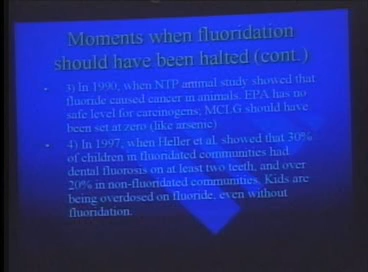 Moments when fluoridation
should have been halted (cont.)
• 3) In 1990, when NTP animal study showed that
fluoride caused cancer in animals. EPA has no
safe level for carcinogens; MCLG should have
been set at zero (like arsenic)
• 4) In 1997, when Heller et al. showed that 30%
of children in fluoridated communities had
dental fluorosis on at least two teeth, and over
20% in non-fluoridated communities. Kids are
being overdosed on fluoride, even without
fluoridation.